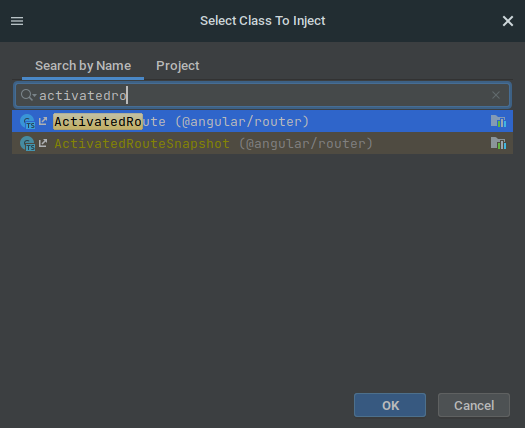 Select Class To Inject
Search by Name Project
activatedro
ActivatedRoute (@angular/router)
ActivatedRouteSnapshot (@angular/router)
OK Cancel